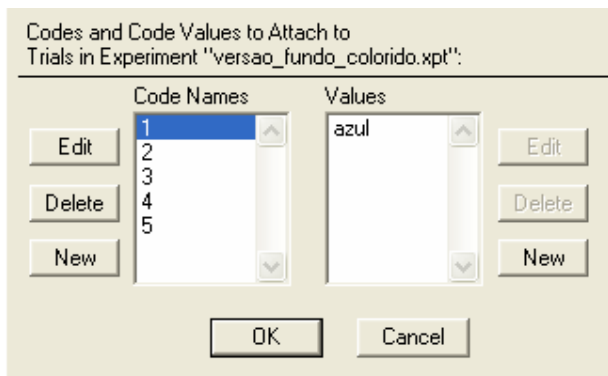 Codes and Code Values to Attach to
Trials in Experiment "versao_fundo_colorido.xpt":
Code Names
Values
Edit
Delete
New
1
2
3
4
5
azul
Edit
Delete
New
OK
Cancel